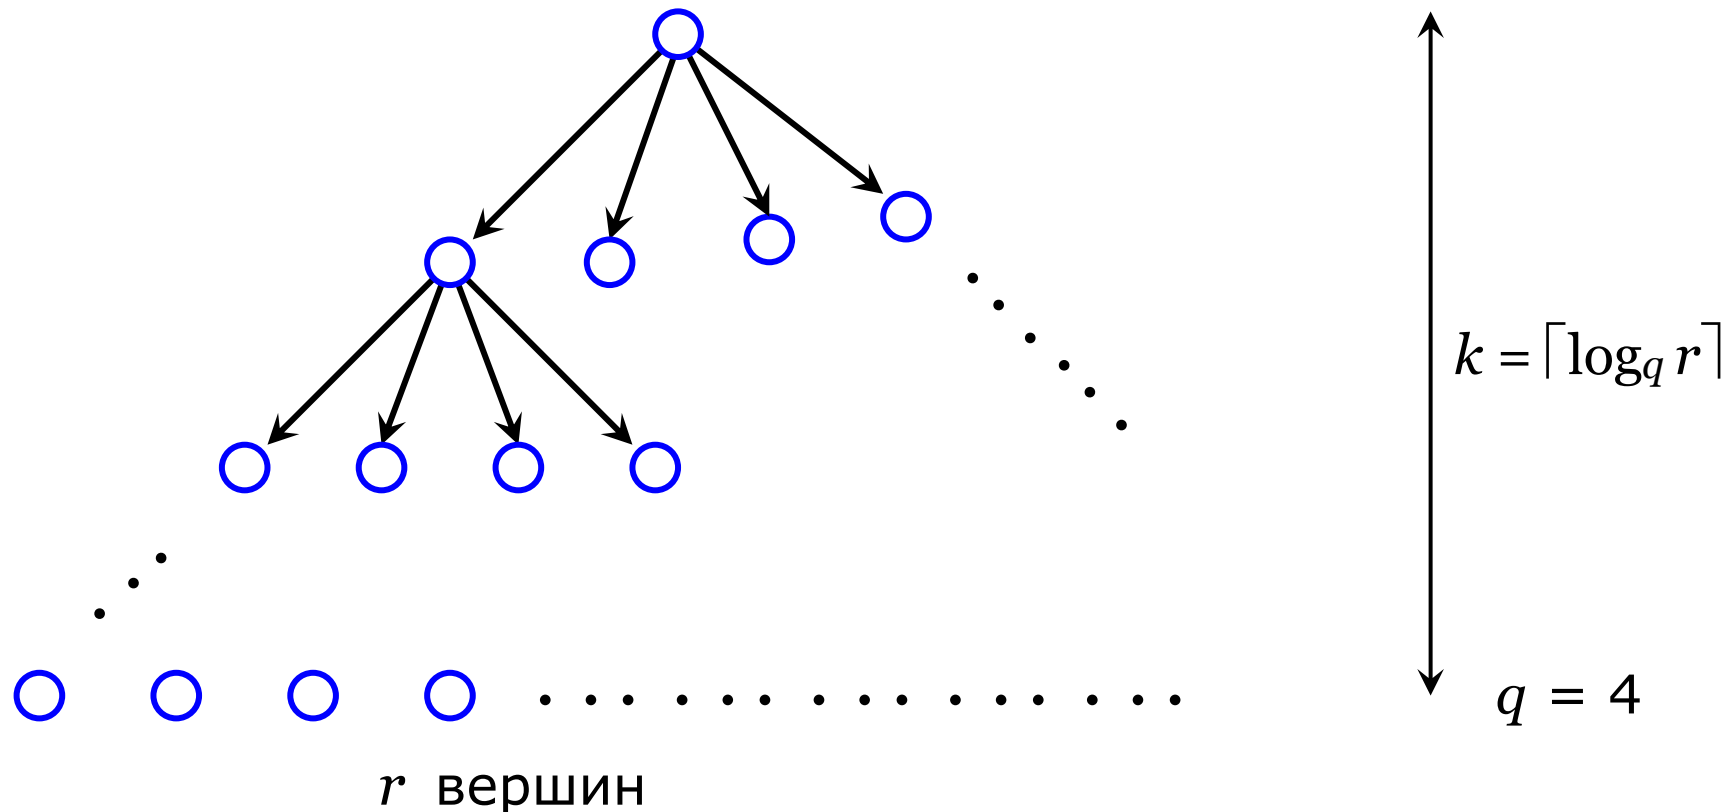 k = ⌈log_q r⌉
q = 4
r вершин